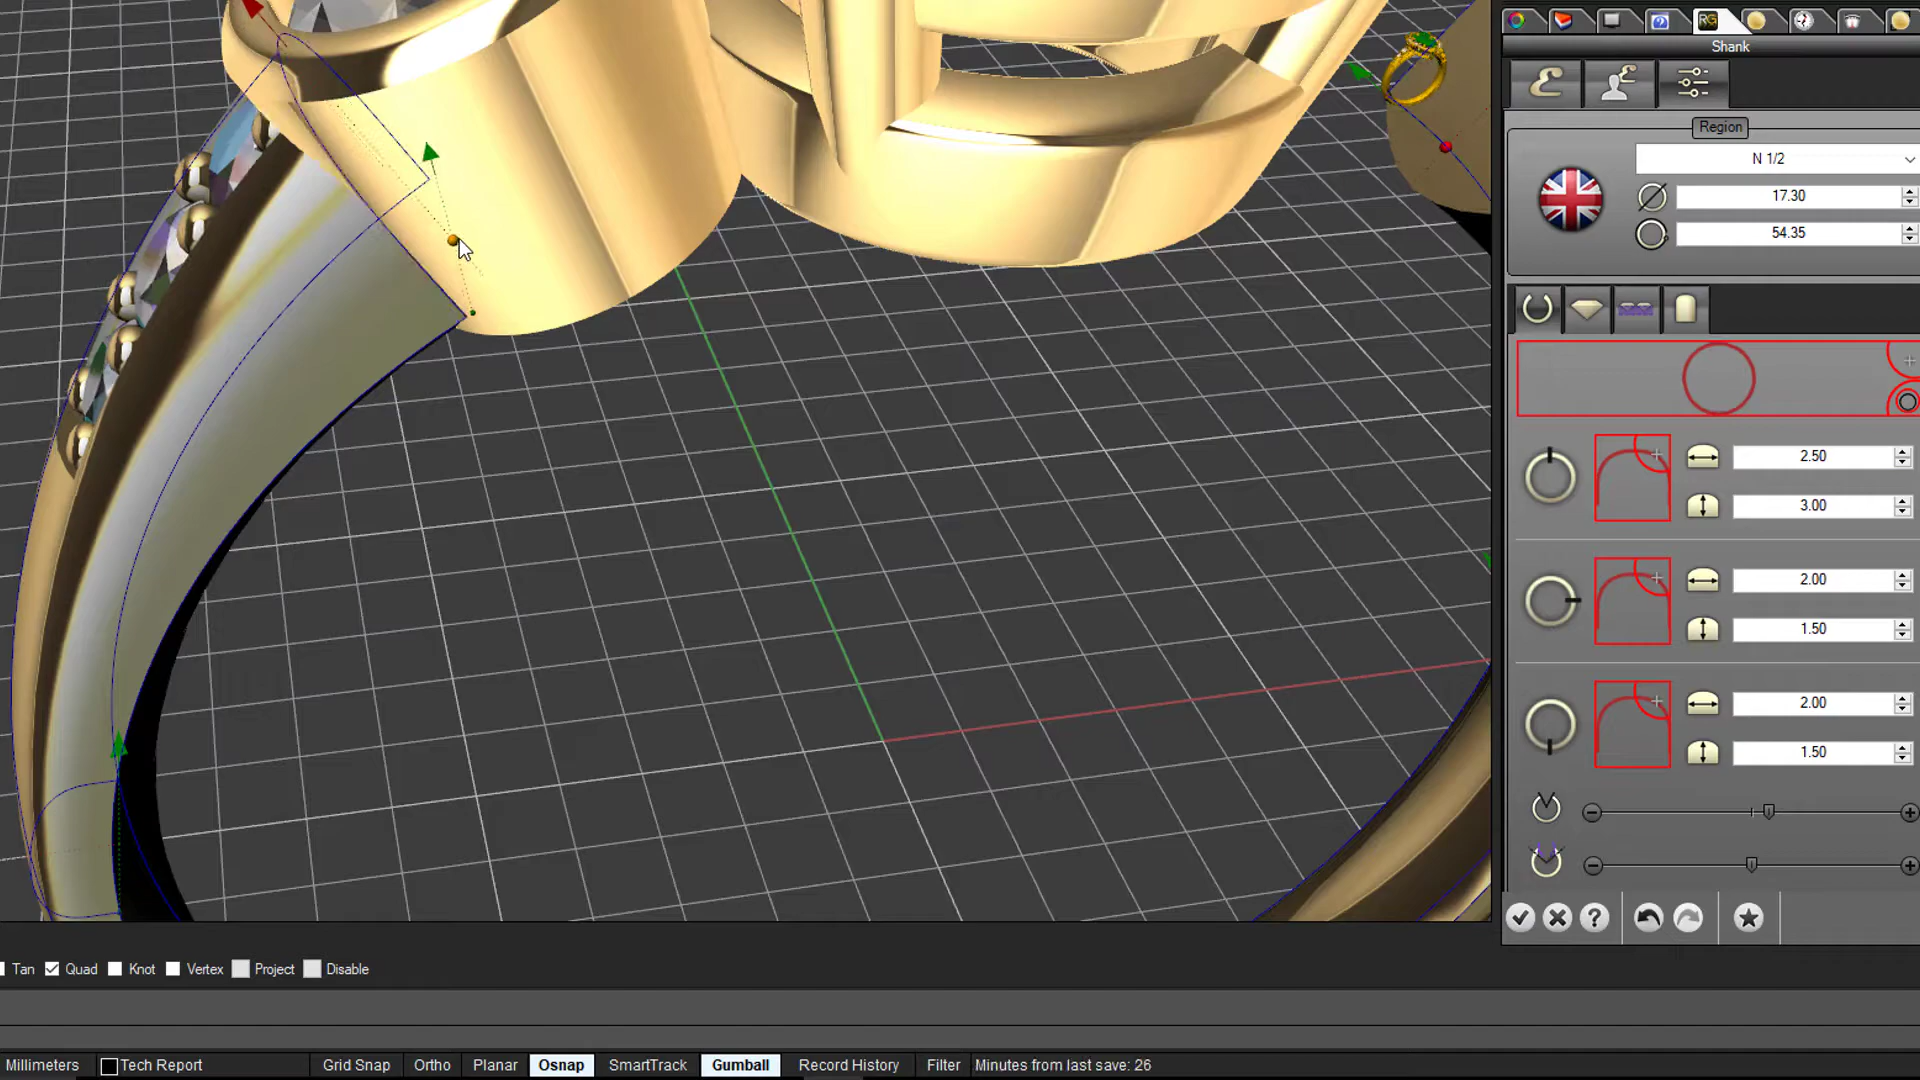 RG
Shank
Region
N 1/2
17.30
54.35
2.50
3.00
2.00
1.50
2.00
1.50
Tan Quad Knot Vertex Project Disable
Millimeters Tech Report Grid Snap Ortho Planar Osnap SmartTrack Gumball Record History Filter Minutes from last save: 26